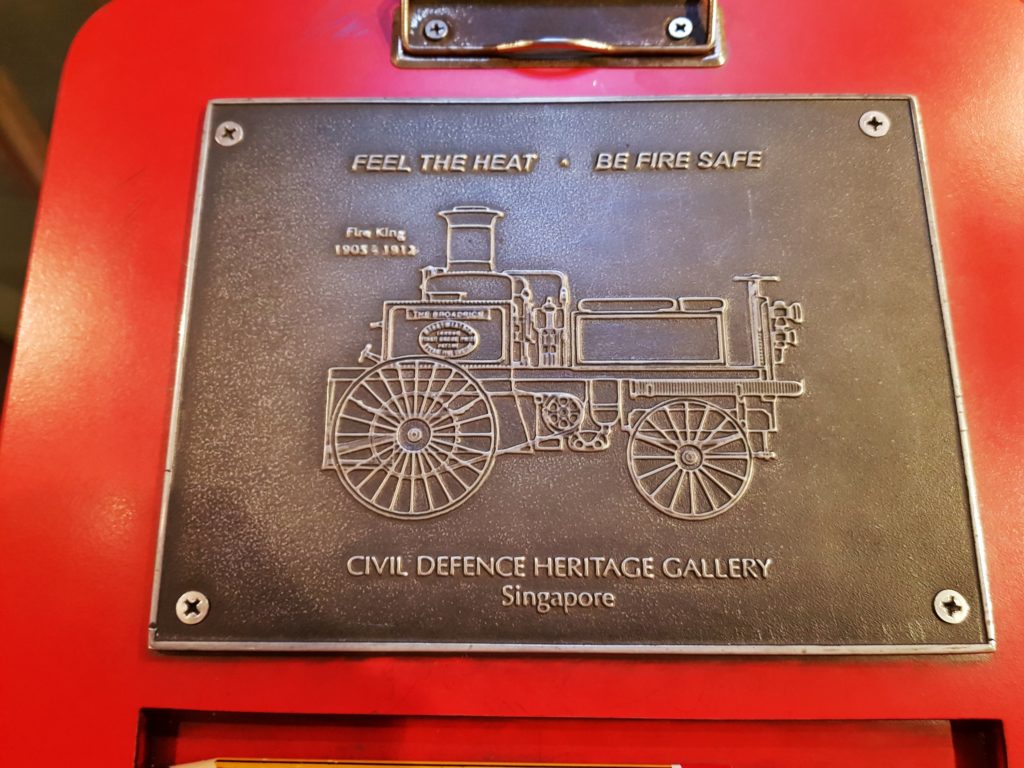 FEEL THE HEAT • BE FIRE SAFE
Fire King
1905 - 1912
THE BROADRICK
CIVIL DEFENCE HERITAGE GALLERY
Singapore